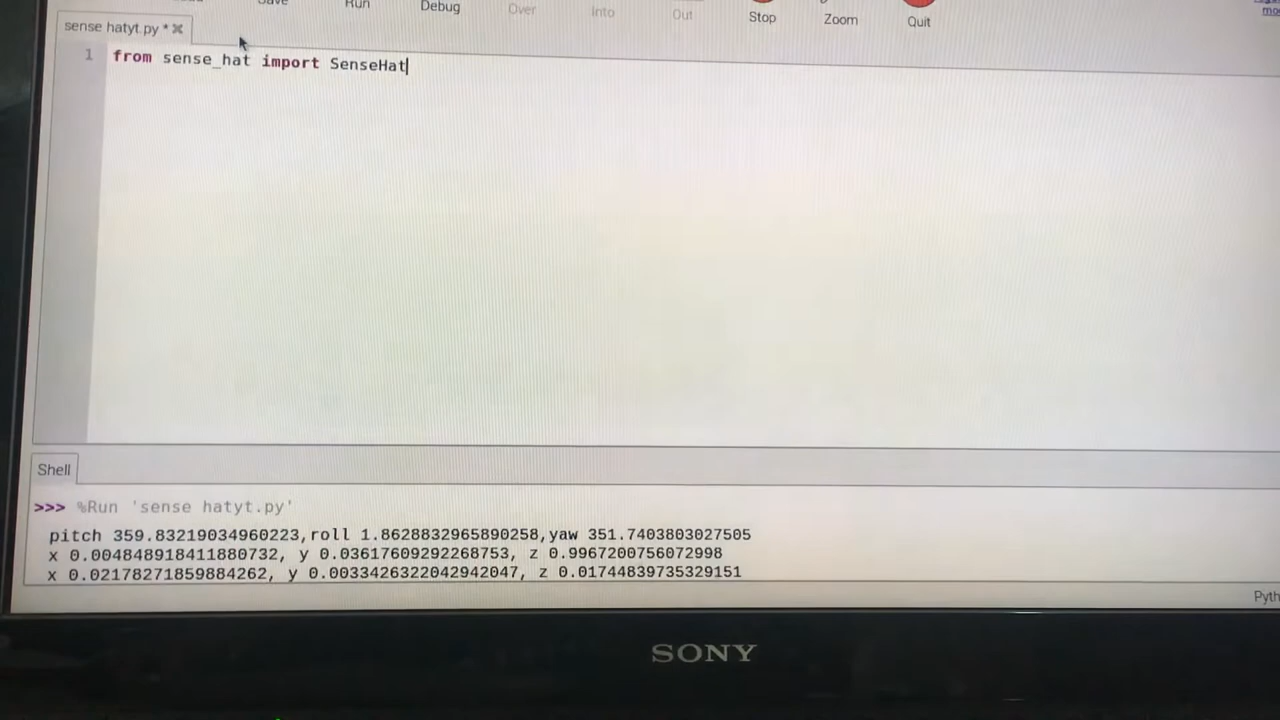 Save Run Debug Over Into Out Stop Zoom Quit
sense hatyt.py *
1 from sense_hat import SenseHat
Shell
>>> %Run 'sense hatyt.py'
pitch 359.83219034960223,roll 1.8628832965890258,yaw 351.7403803027505
x 0.004848918411880732, y 0.03617609292268753, z 0.9967200756072998
x 0.02178271859884262, y 0.0033426322042942047, z 0.01744839735329151
SONY